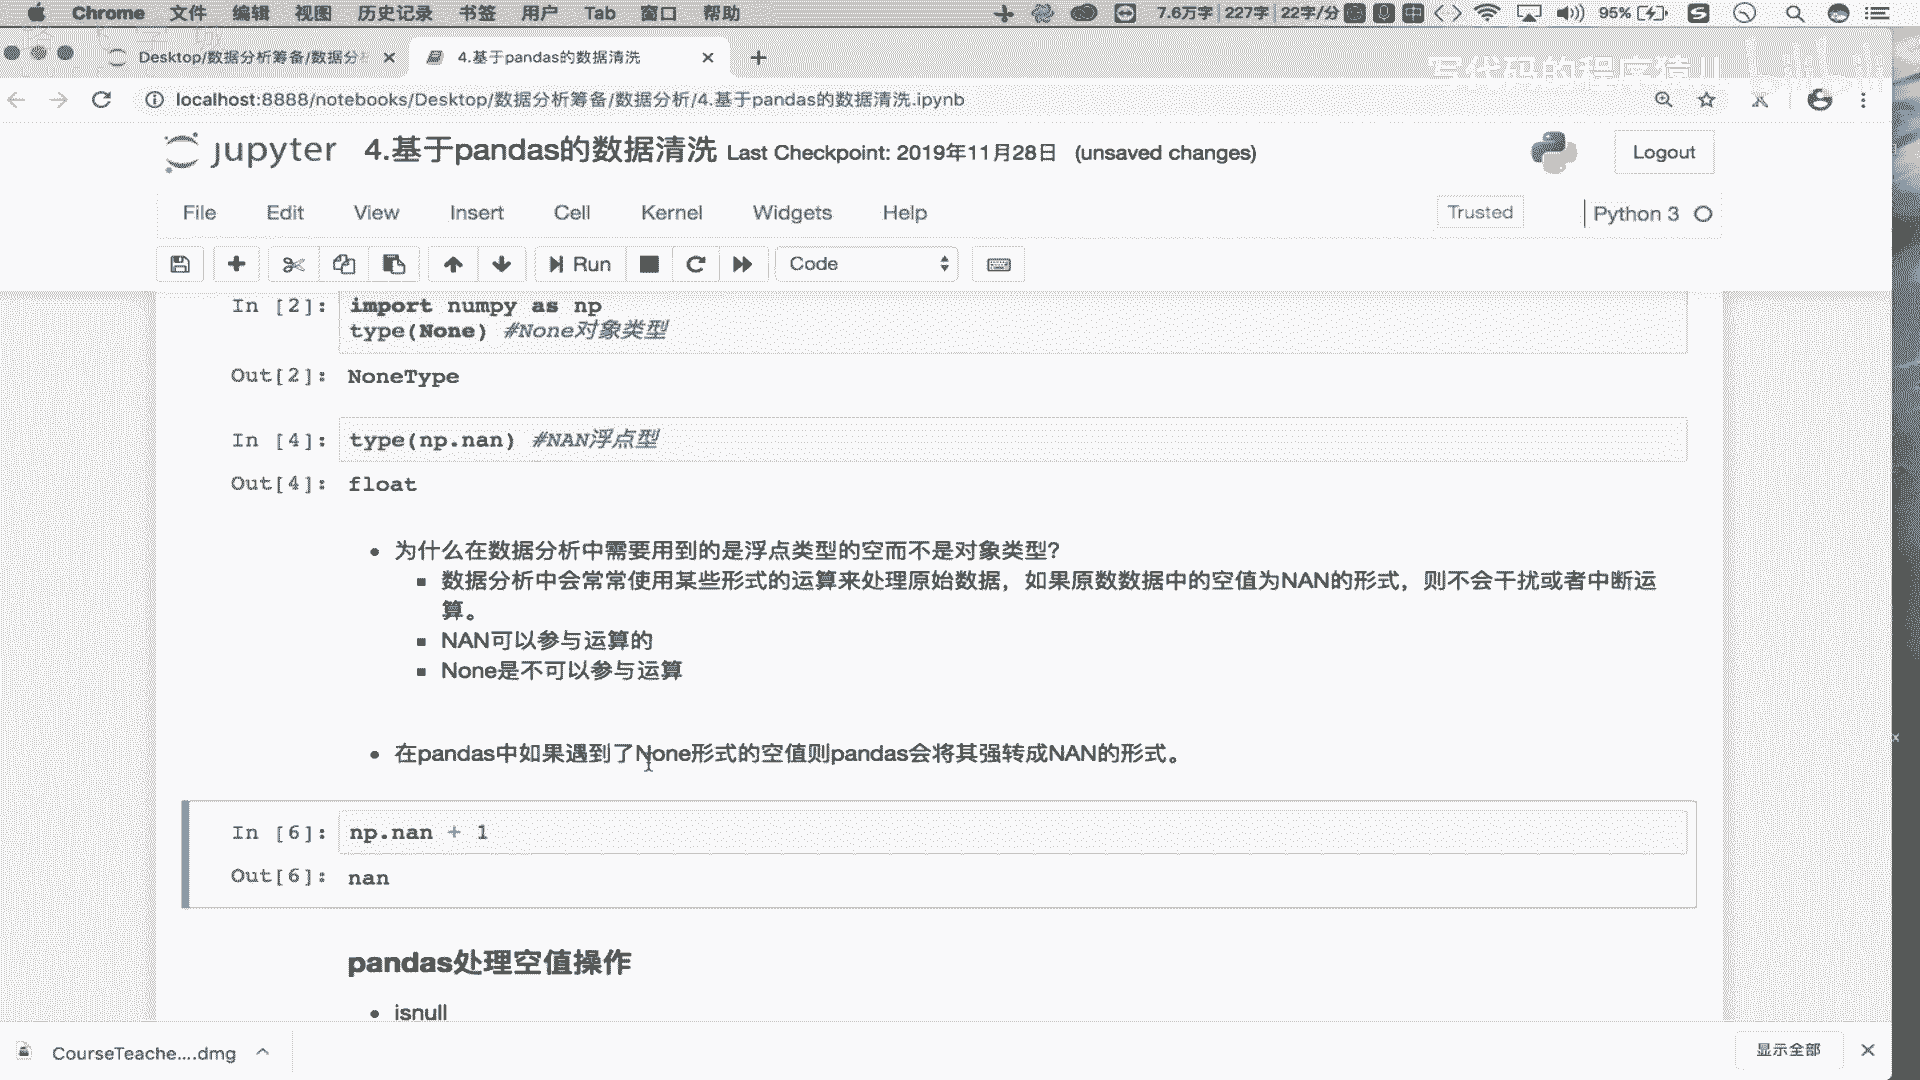 Chrome 文件 编辑 视图 历史记录 书签 用户 Tab 窗口 帮助 7.6万字 227字 22字/分 中 95%
Desktop/数据分析筹备/数据分 4.基于pandas的数据清洗
写代码的程序猿 bilibili
localhost:8888/notebooks/Desktop/数据分析筹备/数据分析/4.基于pandas的数据清洗.ipynb
jupyter 4.基于pandas的数据清洗 Last Checkpoint: 2019年11月28日 (unsaved changes) Logout
File Edit View Insert Cell Kernel Widgets Help Trusted Python 3
Run Code
In [2]: import numpy as np
type(None) #None对象类型
Out[2]: NoneType
In [4]: type(np.nan) #NAN浮点型
Out[4]: float
为什么在数据分析中需要用到的是浮点类型的空而不是对象类型?
数据分析中会常常使用某些形式的运算来处理原始数据，如果原数数据中的空值为NAN的形式，则不会干扰或者中断运
算。
NAN可以参与运算的
None是不可以参与运算
在pandas中如果遇到了None形式的空值则pandas会将其强转成NAN的形式。
In [6]: np.nan + 1
Out[6]: nan
pandas处理空值操作
isnull
CourseTeache....dmg 显示全部